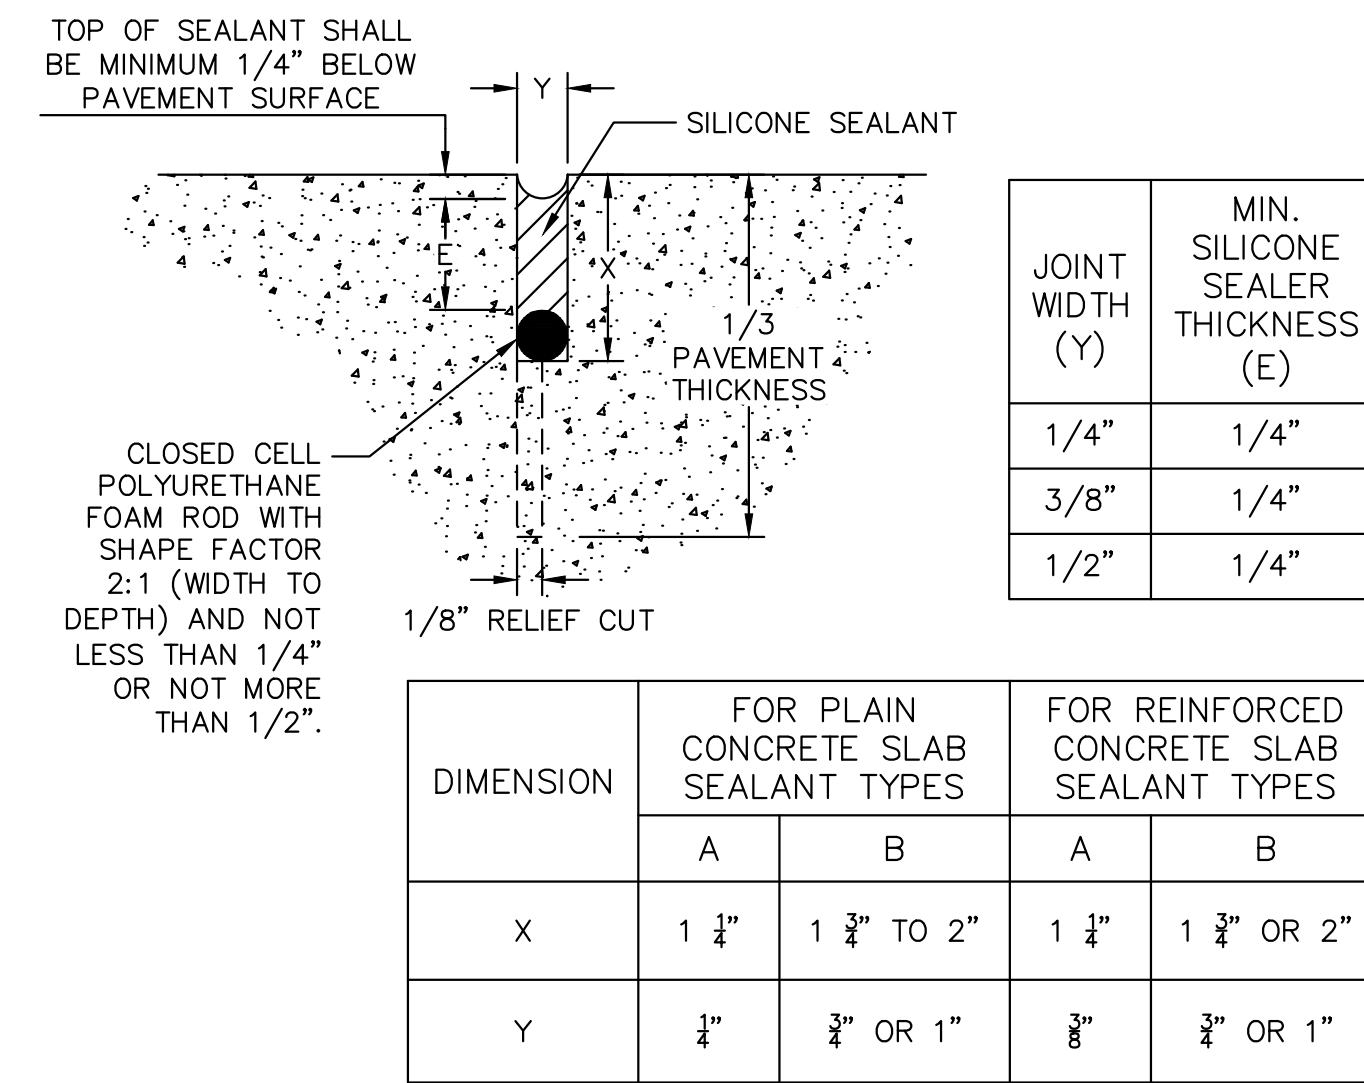 TOP OF SEALANT SHALL
BE MINIMUM 1/4” BELOW
PAVEMENT SURFACE
Y
SILICONE SEALANT
E
X
1/3
PAVEMENT
THICKNESS
CLOSED CELL
POLYURETHANE
FOAM ROD WITH
SHAPE FACTOR
2:1 (WIDTH TO
DEPTH) AND NOT
LESS THAN 1/4”
OR NOT MORE
THAN 1/2”.
1/8” RELIEF CUT
JOINT
WIDTH
(Y)
MIN.
SILICONE
SEALER
THICKNESS
(E)
1/4” 1/4”
3/8” 1/4”
1/2” 1/4”
DIMENSION
FOR PLAIN
CONCRETE SLAB
SEALANT TYPES
FOR REINFORCED
CONCRETE SLAB
SEALANT TYPES
A B A B
X 1 1/4” 1 3/4” TO 2” 1 1/4” 1 3/4” OR 2”
Y 1/4” 3/4” OR 1” 3/8” 3/4” OR 1”